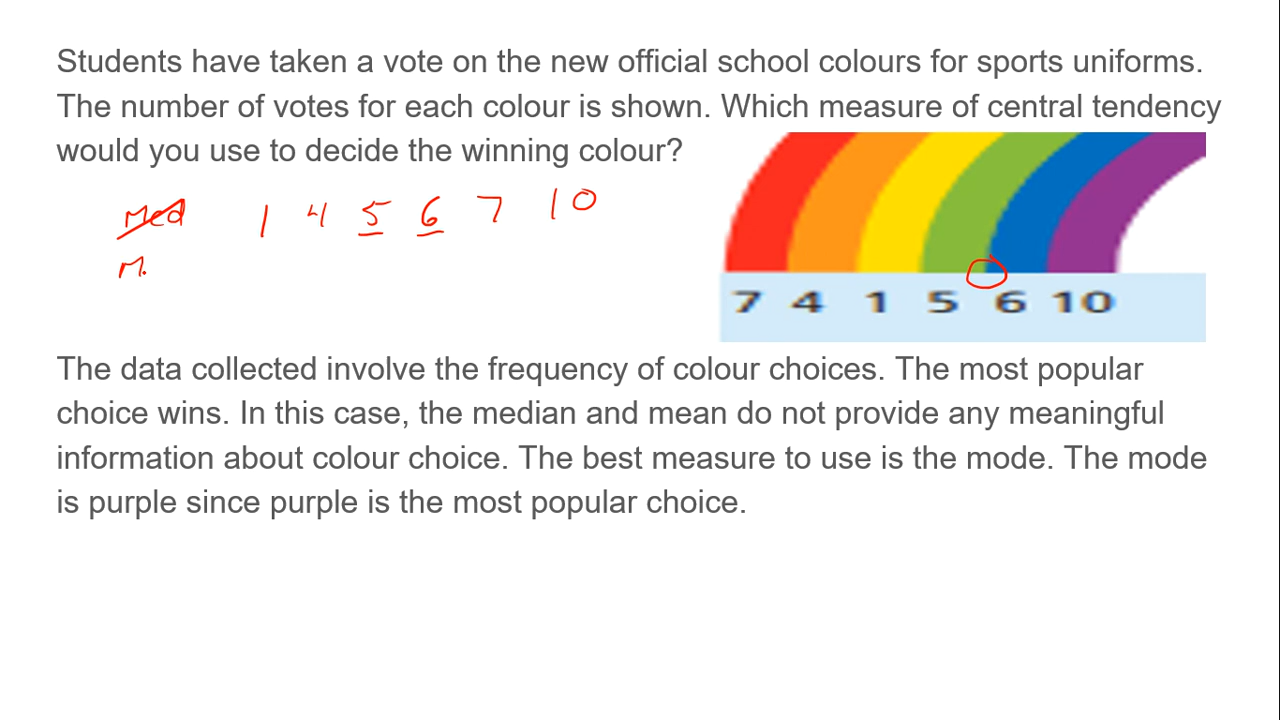 Students have taken a vote on the new official school colours for sports uniforms.
The number of votes for each colour is shown. Which measure of central tendency
would you use to decide the winning colour?
Med 1 4 5 6 7 10
M.
7 4 1 5 6 10
The data collected involve the frequency of colour choices. The most popular
choice wins. In this case, the median and mean do not provide any meaningful
information about colour choice. The best measure to use is the mode. The mode
is purple since purple is the most popular choice.